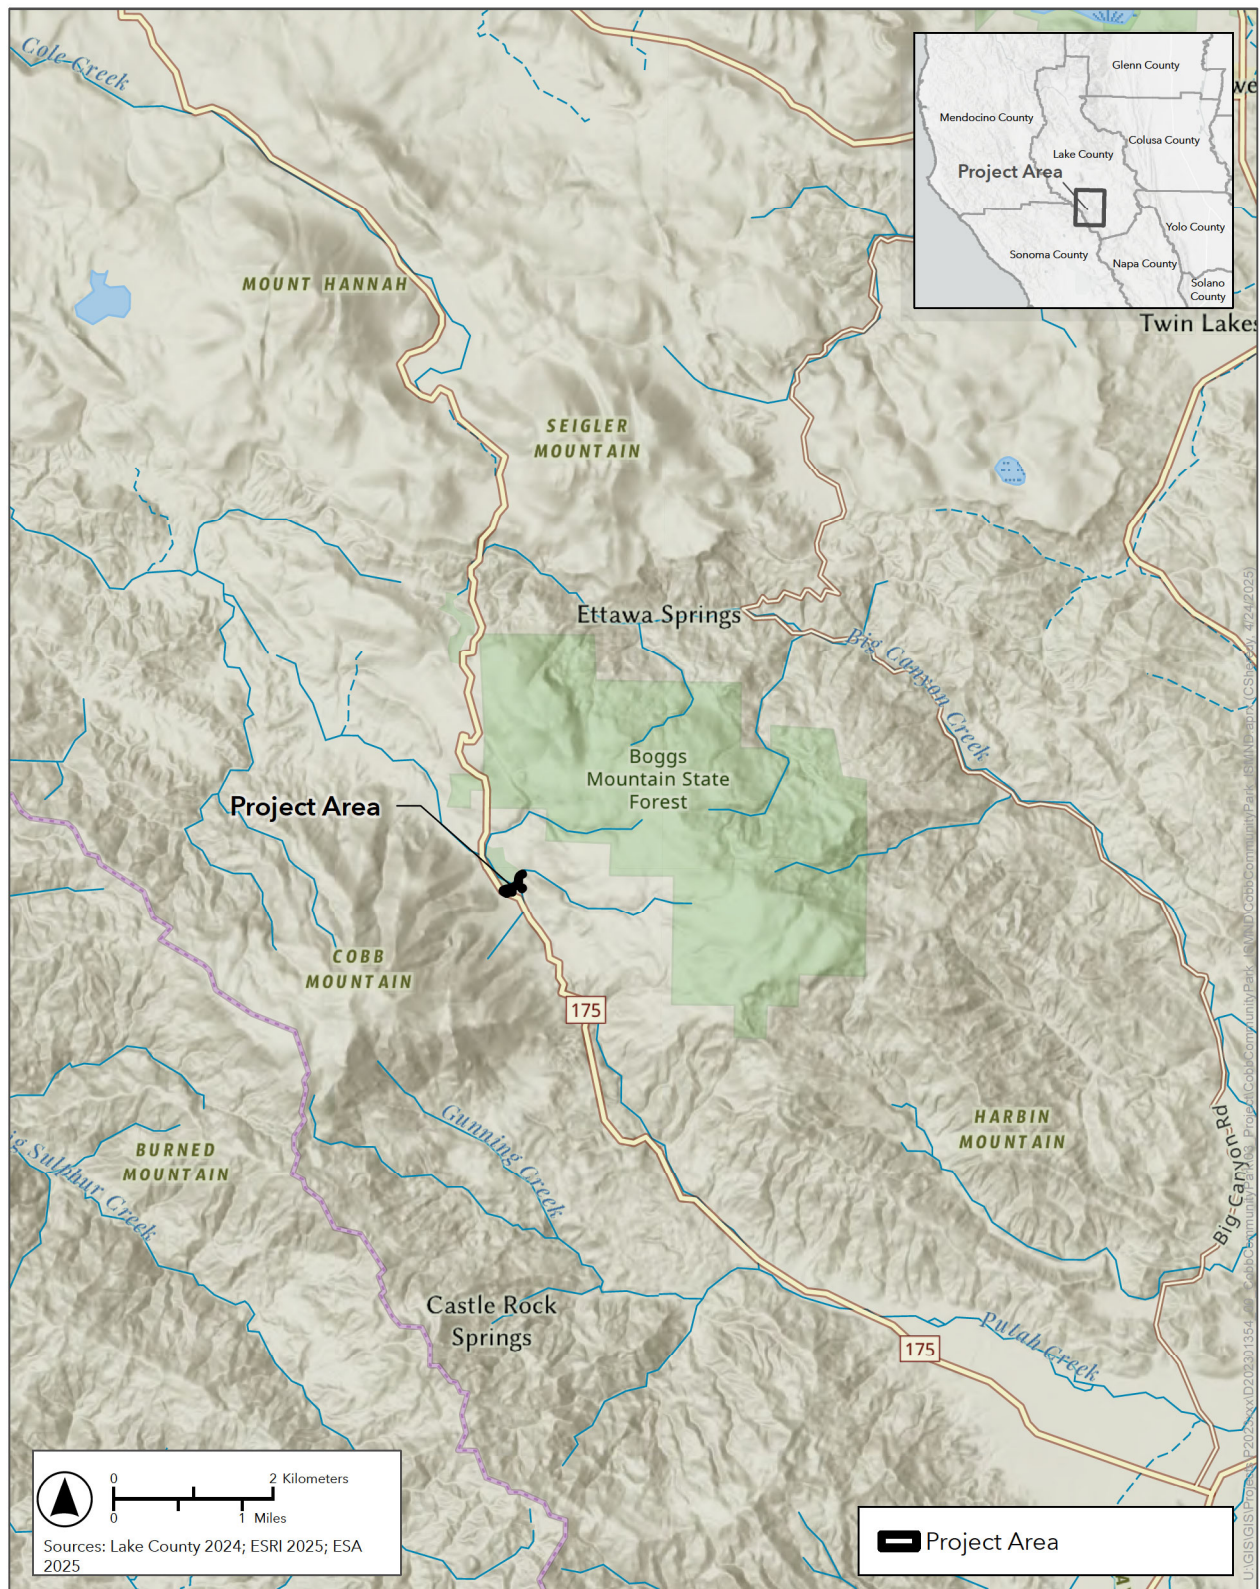 Cole Creek
Glenn County
Mendocino County
Colusa County
Lake County
Project Area
Yolo County
Sonoma County
Napa County
Solano
County
Twin Lakes
MOUNT HANNAH
SEIGLER
MOUNTAIN
Ettawa Springs
Big Canyon Creek
Boggs
Mountain State
Forest
Project Area
COBB
MOUNTAIN
175
HARBIN
MOUNTAIN
Gunning Creek
BURNED
MOUNTAIN
ig Sulphur Creek
Big-Canyon-Rd
Castle Rock
Springs
Putah Creek
175
0 2 Kilometers
0 1 Miles
Sources: Lake County 2024; ESRI 2025; ESA
2025
Project Area